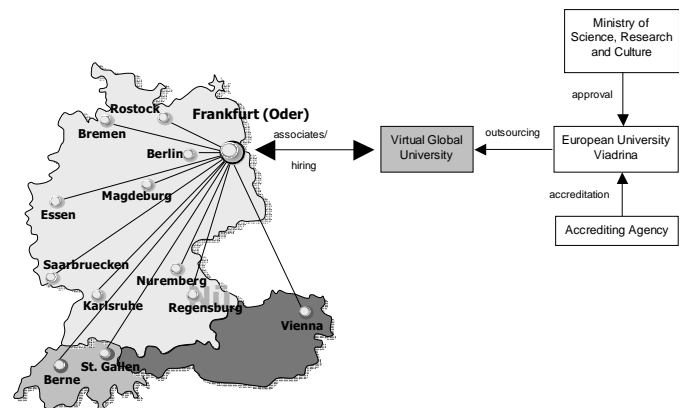 Ministry of
Science, Research
and Culture
approval
European University
Viadrina
accreditation
Accrediting Agency
outsourcing
Virtual Global
University
associates/
hiring
Frankfurt (Oder)
Rostock
Bremen
Berlin
Magdeburg
Essen
Saarbruecken
Nuremberg
Nü
Karlsruhe
Regensburg
Vienna
St. Gallen
Berne